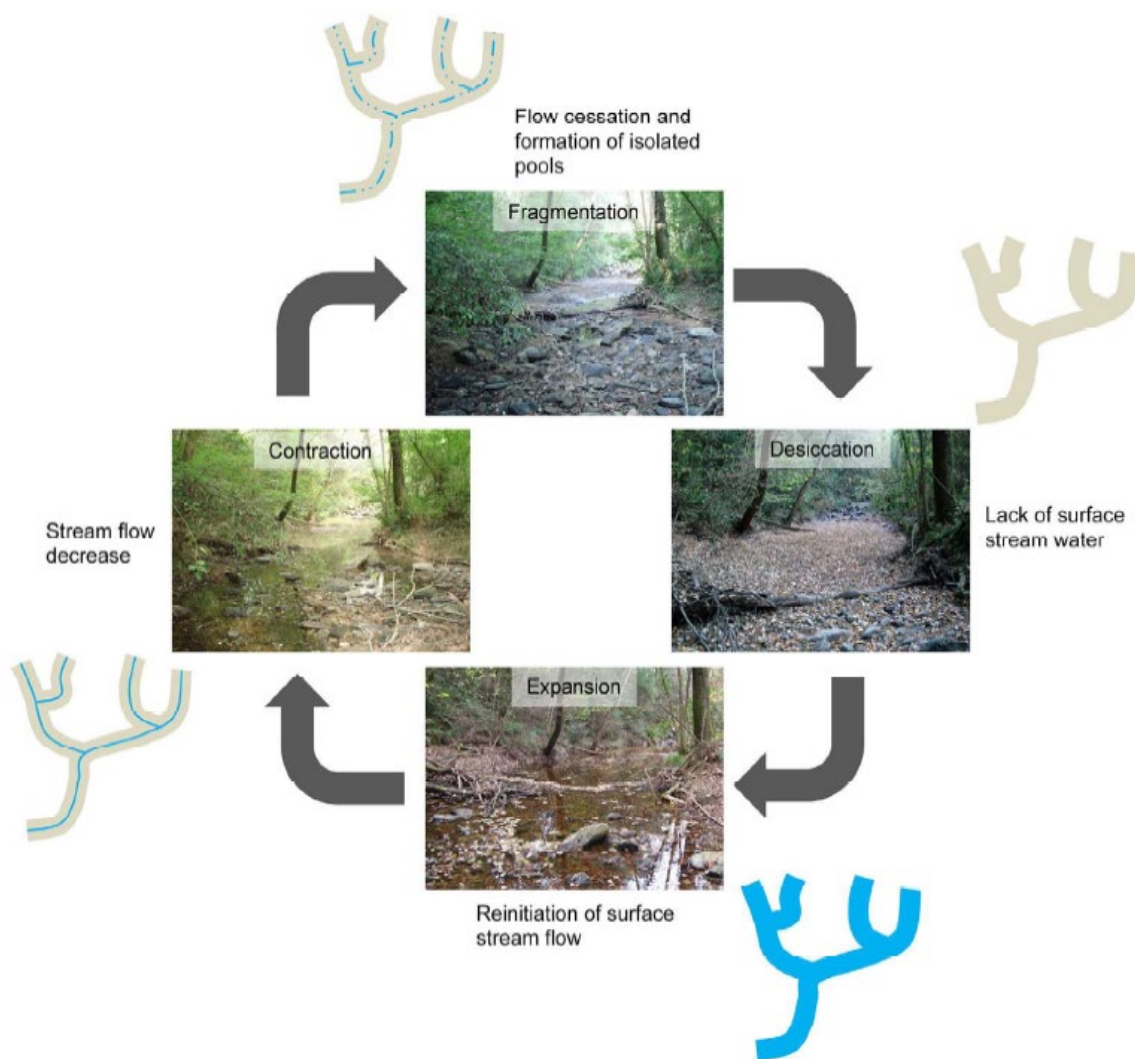 Flow cessation and
formation of isolated
pools
Fragmentation
Contraction
Desiccation
Stream flow
decrease
Lack of surface
stream water
Expansion
Reinitiation of surface
stream flow